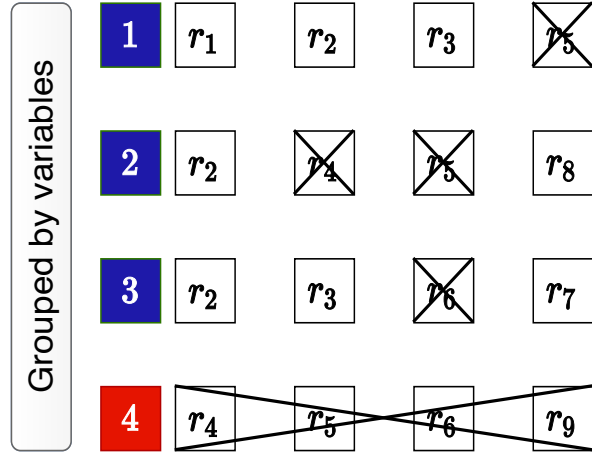 Grouped by variables
1 r₁ r₂ r₃ r₅
2 r₂ r₄ r₅ r₈
3 r₂ r₃ r₆ r₇
4 r₄ r₅ r₆ r₉